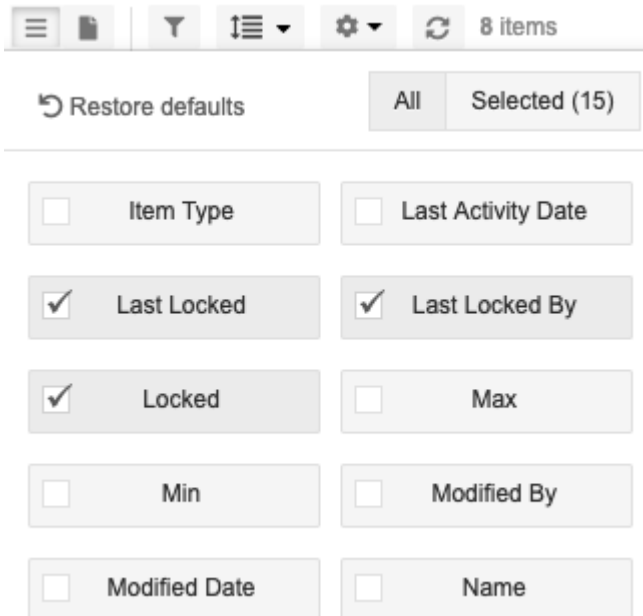 8 items
Restore defaults
All
Selected (15)
Item Type
Last Activity Date
Last Locked
Last Locked By
Locked
Max
Min
Modified By
Modified Date
Name